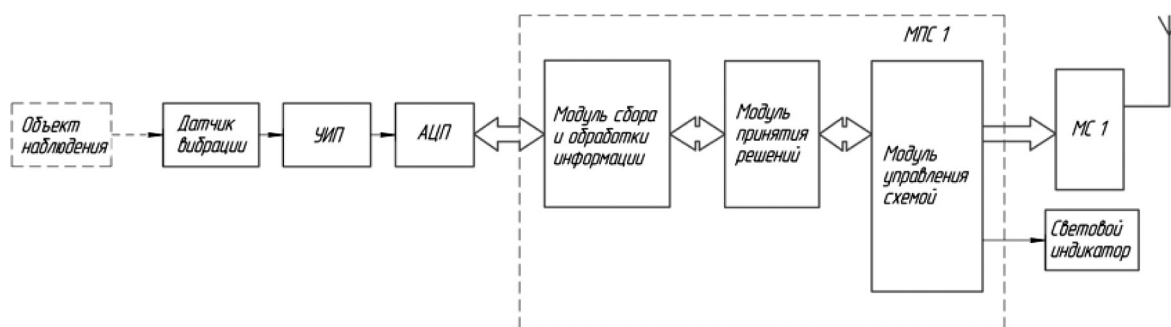 МПС 1
Объект
наблюдения
Датчик
вибрации
УИП
АЦП
Модуль сбора
и обработки
информации
Модуль
принятия
решений
Модуль
управления
схемой
МС 1
Световой
индикатор